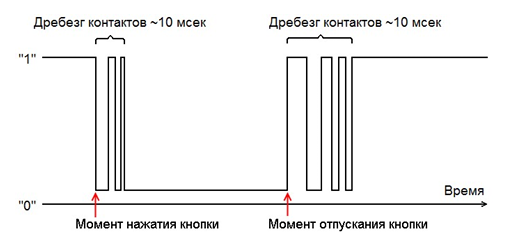 Дребезг контактов ~10 мсек
Дребезг контактов ~10 мсек
"1"
Время
"0"
Момент нажатия кнопки
Момент отпускания кнопки